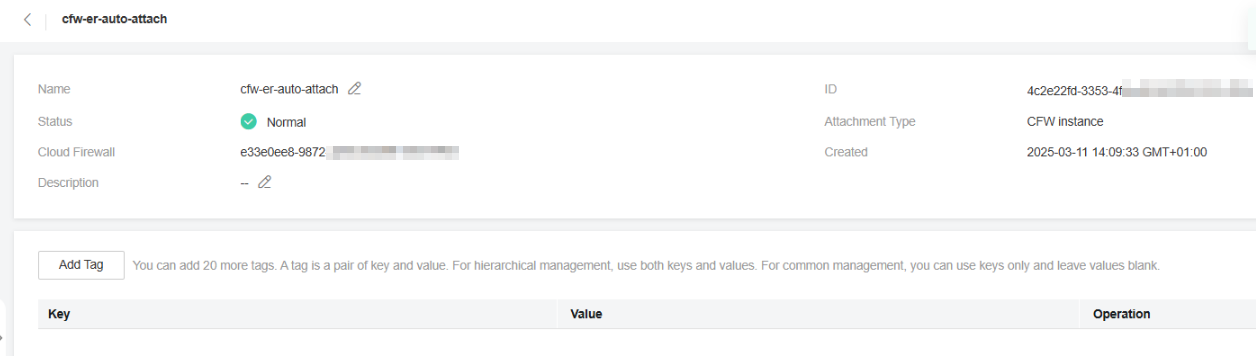 cfw-er-auto-attach
Name cfw-er-auto-attach ID 4c2e22fd-3353-4f
Status Normal Attachment Type CFW instance
Cloud Firewall e33e0ee8-9872 Created 2025-03-11 14:09:33 GMT+01:00
Description --
Add Tag You can add 20 more tags. A tag is a pair of key and value. For hierarchical management, use both keys and values. For common management, you can use keys only and leave values blank.
Key Value Operation